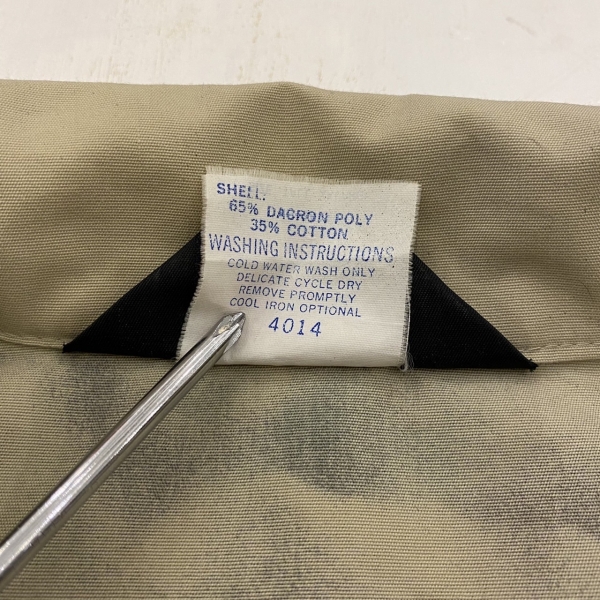 SHELL:
65% DACRON POLY
35% COTTON
WASHING INSTRUCTIONS
COLD WATER WASH ONLY
DELICATE CYCLE DRY
REMOVE PROMPTLY
COOL IRON OPTIONAL
4014